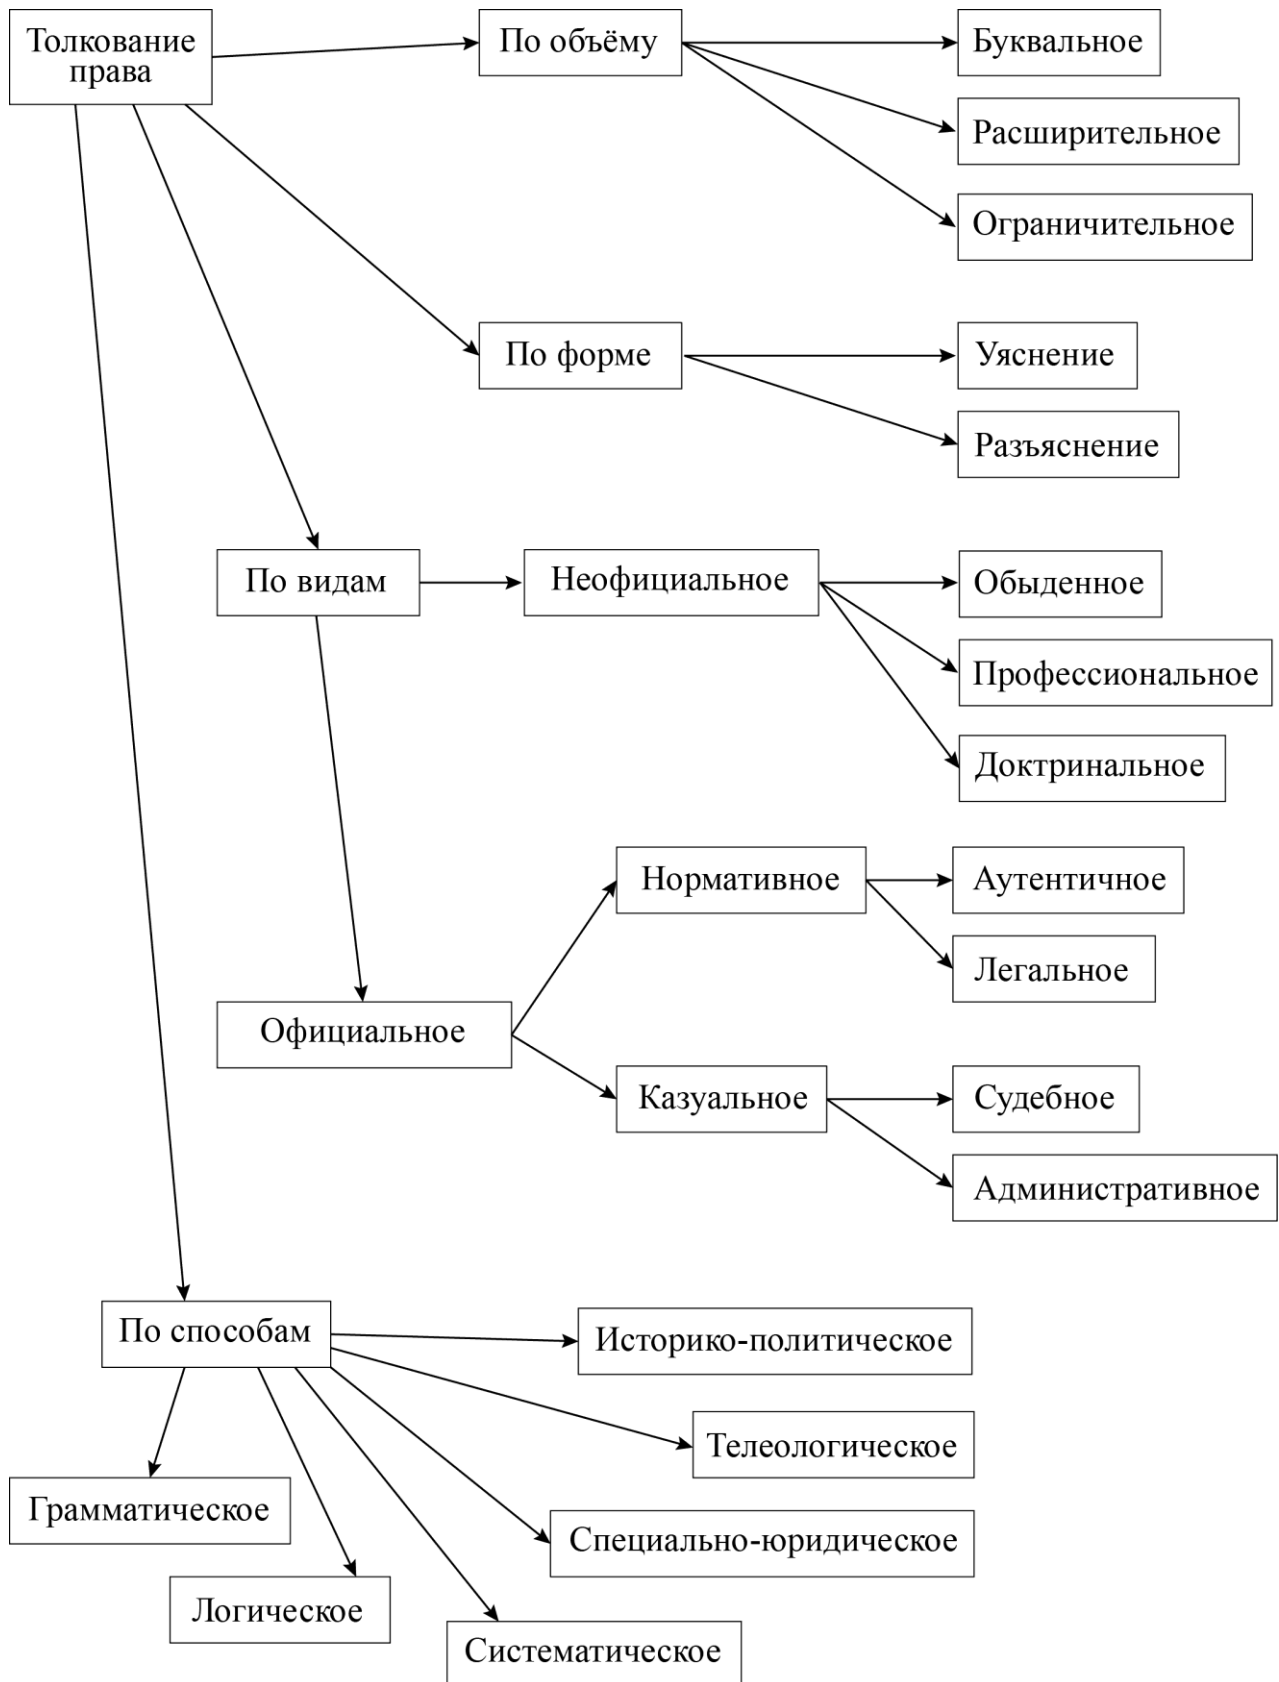 Толкование
права
По объёму
Буквальное
Расширительное
Ограничительное
По форме
Уяснение
Разъяснение
По видам
Неофициальное
Обыденное
Профессиональное
Доктринальное
Нормативное
Аутентичное
Легальное
Официальное
Казуальное
Судебное
Административное
По способам
Историко-политическое
Телеологическое
Грамматическое
Специально-юридическое
Логическое
Систематическое